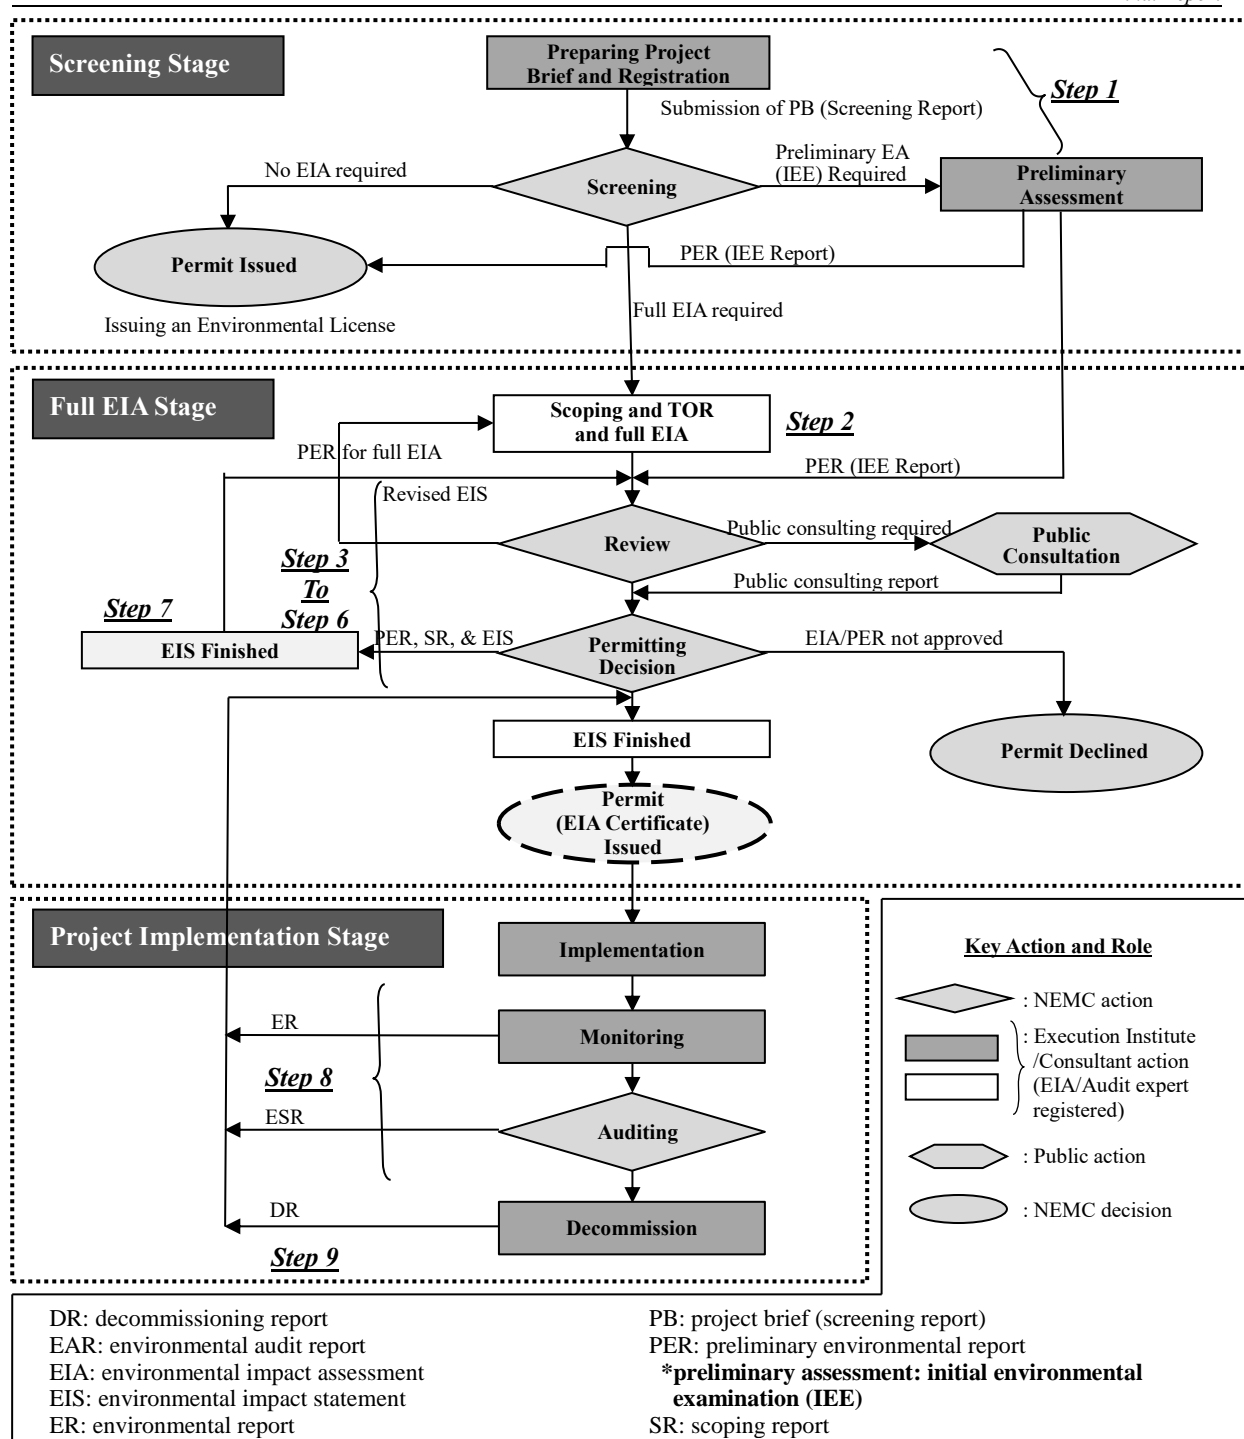 Screening Stage
Preparing Project
Brief and Registration
Step 1
Submission of PB (Screening Report)
No EIA required
Preliminary EA
(IEE) Required
Screening
Preliminary
Assessment
PER (IEE Report)
Permit Issued
Full EIA required
Issuing an Environmental License
Full EIA Stage
Scoping and TOR
and full EIA
Step 2
PER for full EIA
PER (IEE Report)
Revised EIS
Review
Public consulting required
Public
Consultation
Step 3
To
Step 6
Public consulting report
Step 7
EIS Finished
PER, SR, & EIS
Permitting
Decision
EIA/PER not approved
EIS Finished
Permit Declined
Permit
(EIA Certificate)
Issued
Project Implementation Stage
Implementation
ER
Monitoring
Step 8
ESR
Auditing
DR
Decommission
Step 9
Key Action and Role
: NEMC action
: Execution Institute
/Consultant action
(EIA/Audit expert
registered)
: Public action
: NEMC decision
DR: decommissioning report
EAR: environmental audit report
EIA: environmental impact assessment
EIS: environmental impact statement
ER: environmental report
PB: project brief (screening report)
PER: preliminary environmental report
*preliminary assessment: initial environmental
examination (IEE)
SR: scoping report